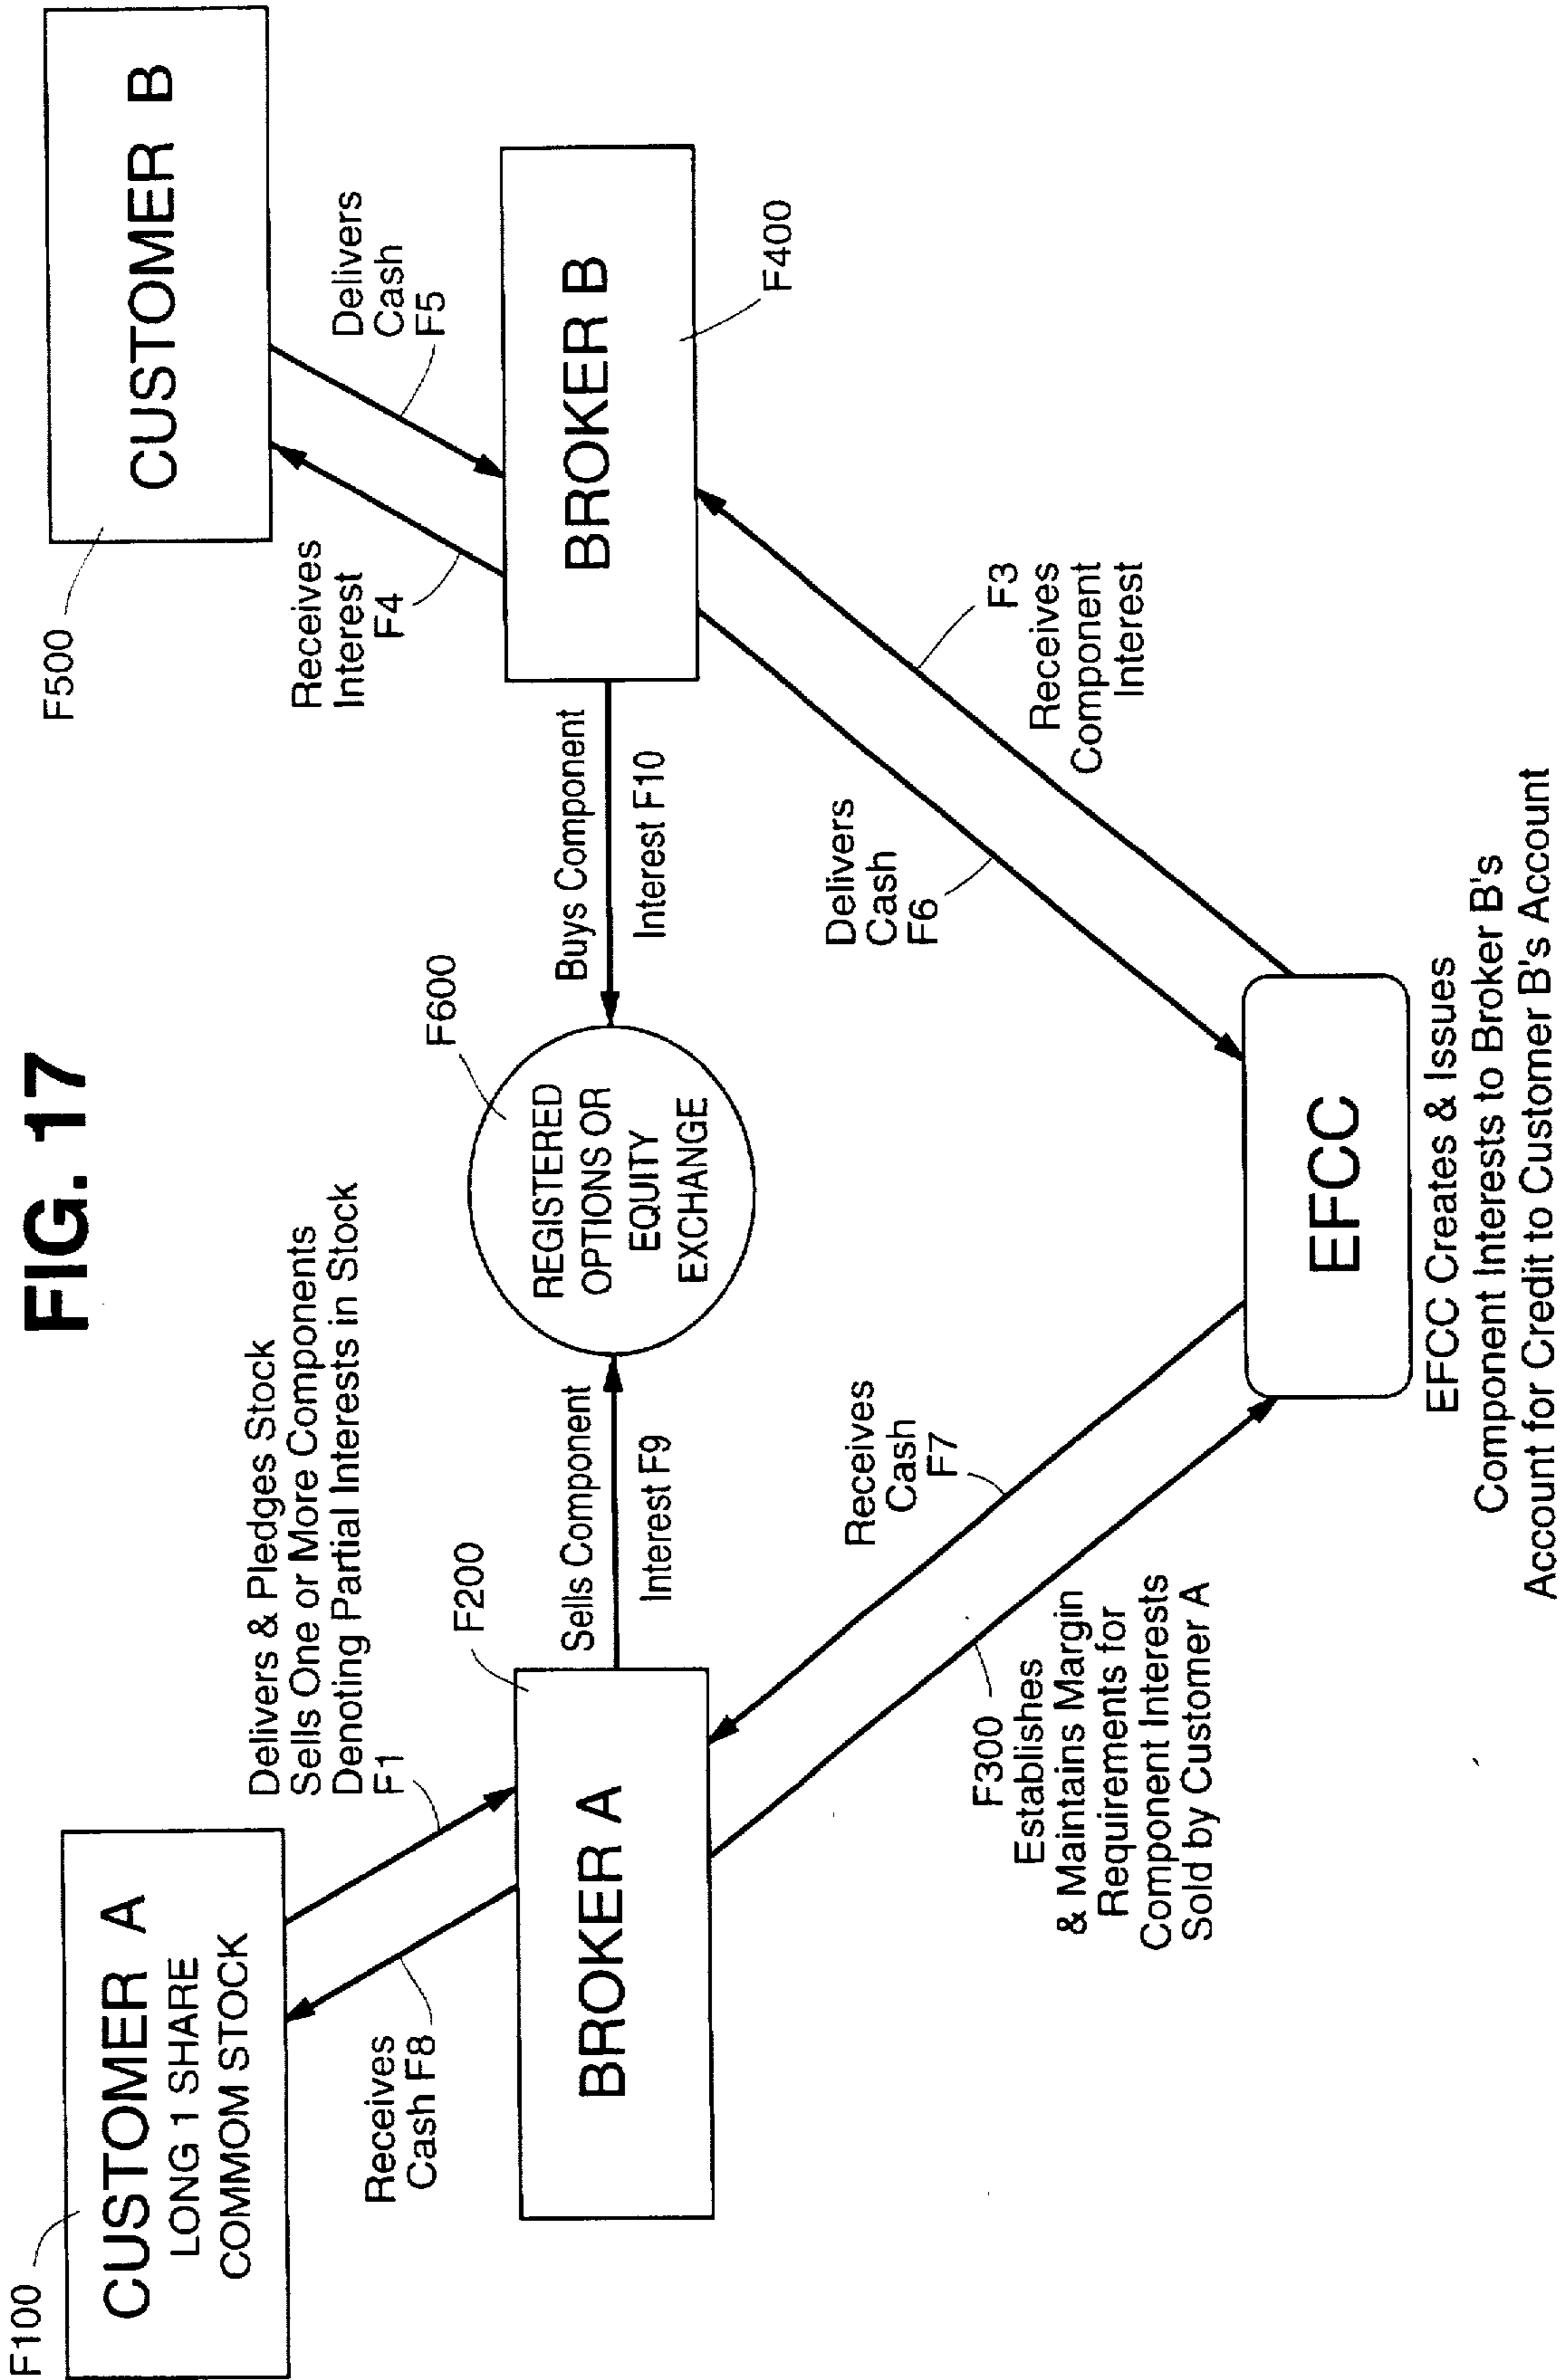 FIG. 17
F100
CUSTOMER A
LONG 1 SHARE
COMMOM STOCK
Delivers & Pledges Stock
Sells One or More Components
Denoting Partial Interests in Stock
F1
Receives
Cash F8
F200
BROKER A
Sells Component
Interest F9
F600
REGISTERED
OPTIONS OR
EQUITY
EXCHANGE
Buys Component
Interest F10
F500
CUSTOMER B
Receives
Interest
F4
Delivers
Cash
F5
BROKER B
F400
Receives
Cash
F7
F300
Establishes
& Maintains Margin
Requirements for
Component Interests
Sold by Customer A
Delivers
Cash
F6
F3
Receives
Component
Interest
EFCC
EFCC Creates & Issues
Component Interests to Broker B's
Account for Credit to Customer B's Account